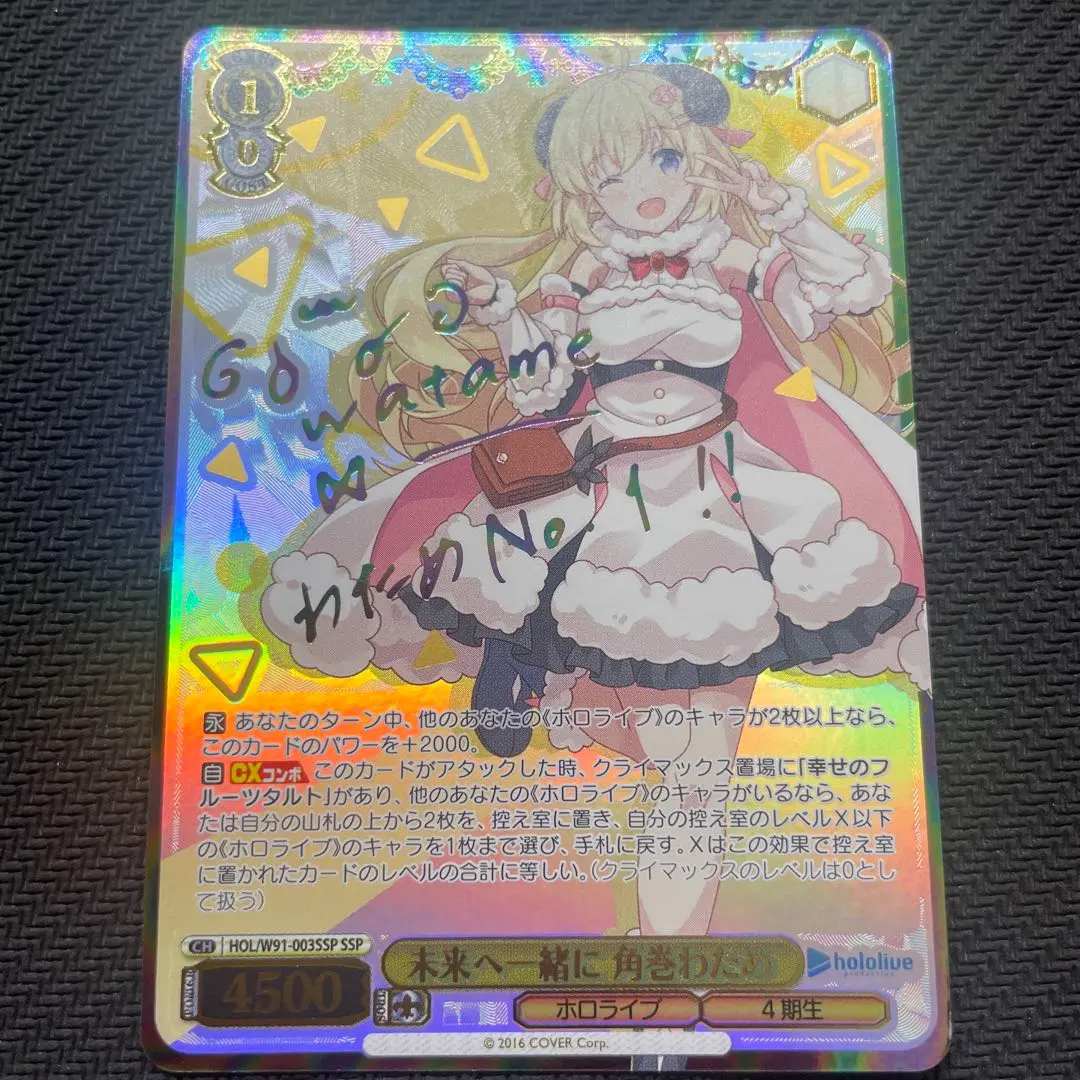 1
0
COST
Go
watame
わためNo.1!!
永 あなたのターン中、他のあなたの《ホロライブ》のキャラが2枚以上なら、
このカードのパワーを+2000。
自 CXコンボ このカードがアタックした時、クライマックス置場に「幸せのフ
ルーツタルト」があり、他のあなたの《ホロライブ》のキャラがいるなら、あな
たは自分の山札の上から2枚を、控え室に置き、自分の控え室のレベルX以下
の《ホロライブ》のキャラを1枚まで選び、手札に戻す。Xはこの効果で控え室
に置かれたカードのレベルの合計に等しい。(クライマックスのレベルは0とし
て扱う)
CH HOL/W91-003SSP SSP
未来へ一緒に 角巻わため
hololive
production
4500
ホロライブ
4期生
© 2016 COVER Corp.